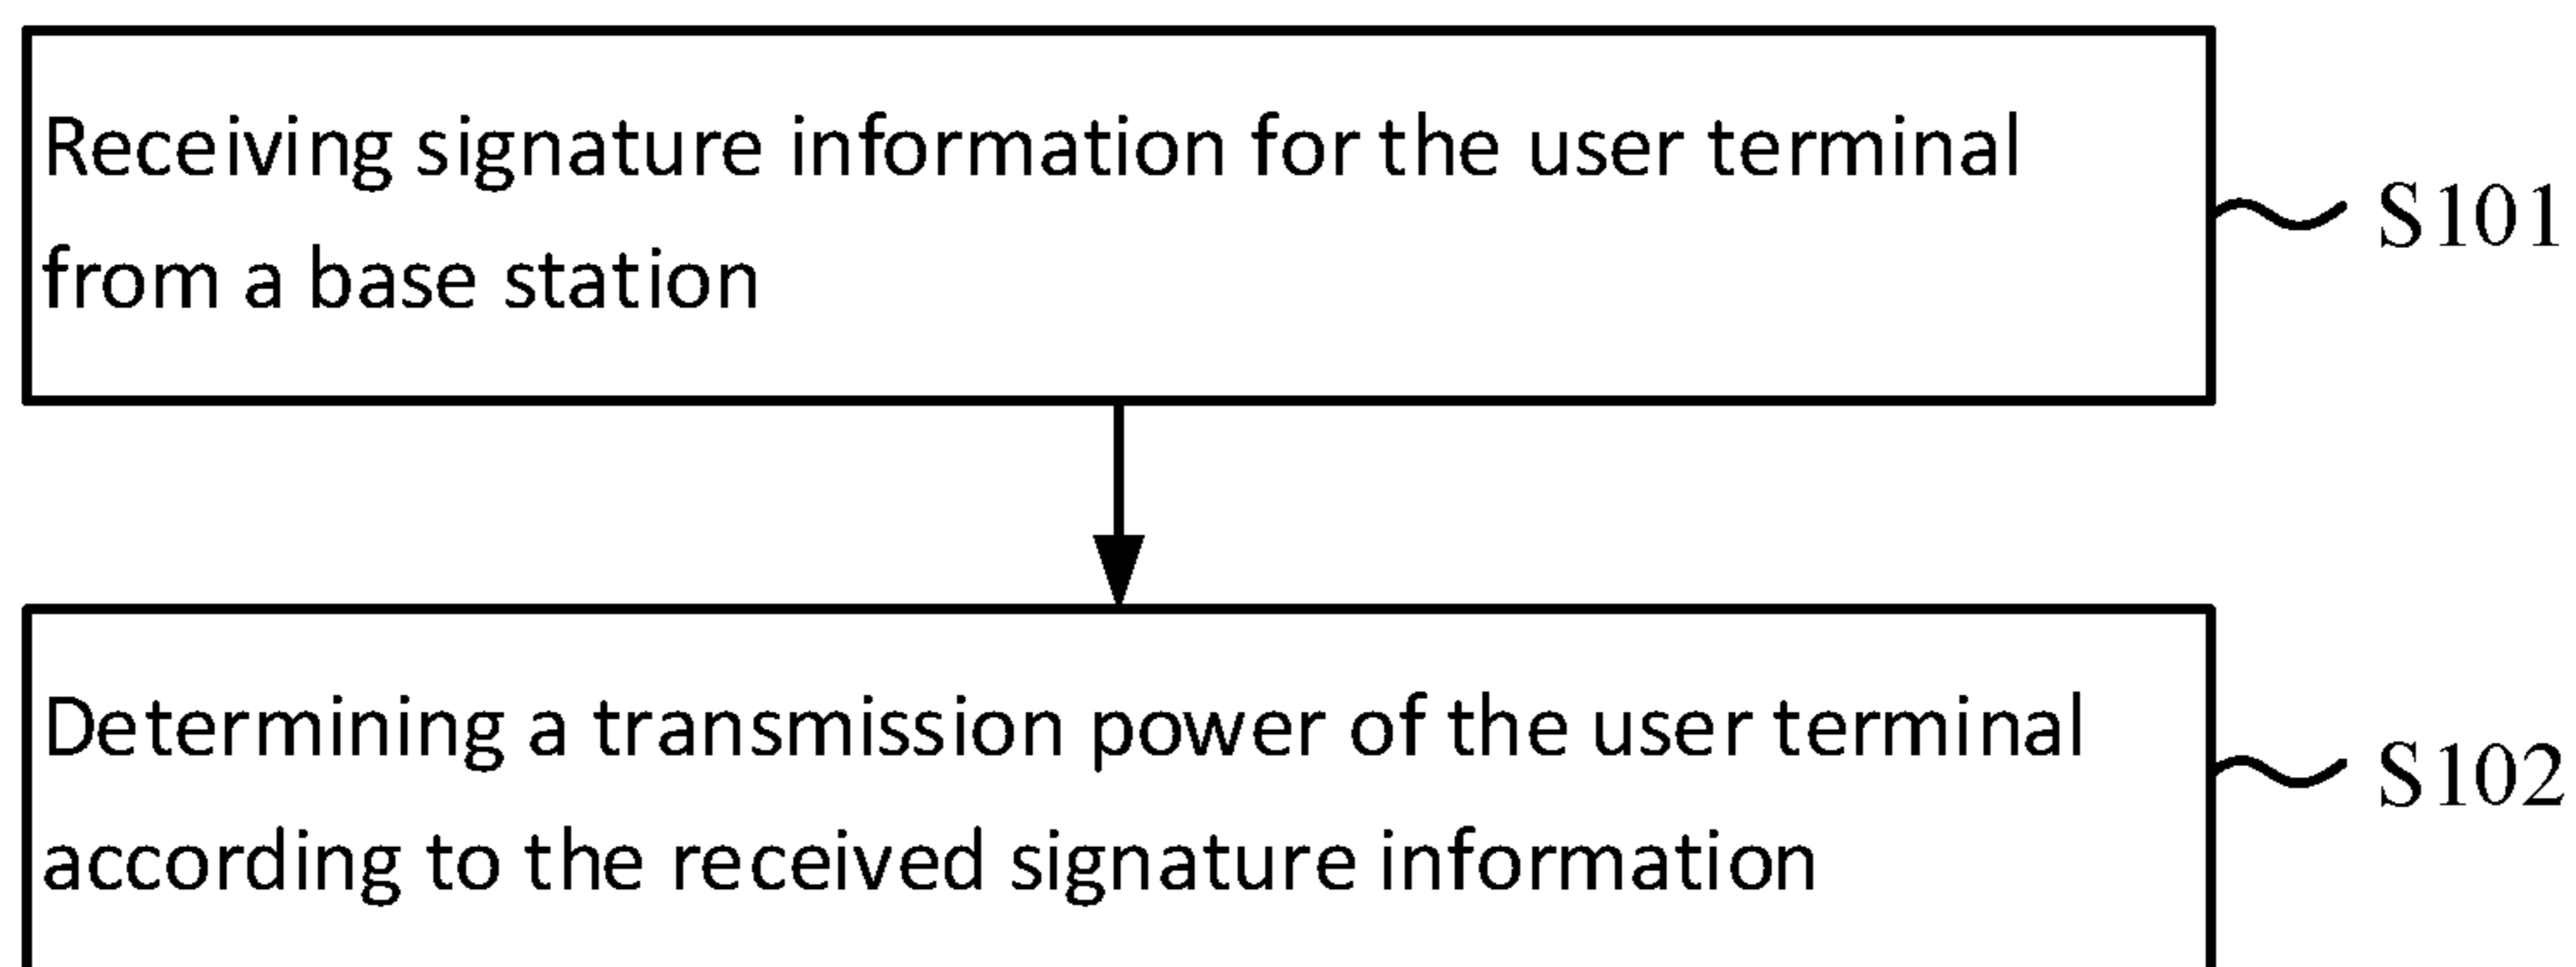 Receiving signature information for the user terminal
from a base station
S101
Determining a transmission power of the user terminal
according to the received signature information
S102